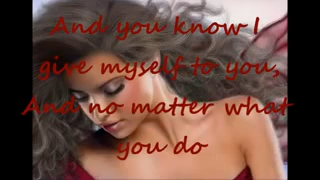 And you know I
give myself to you,
And no matter what
you do